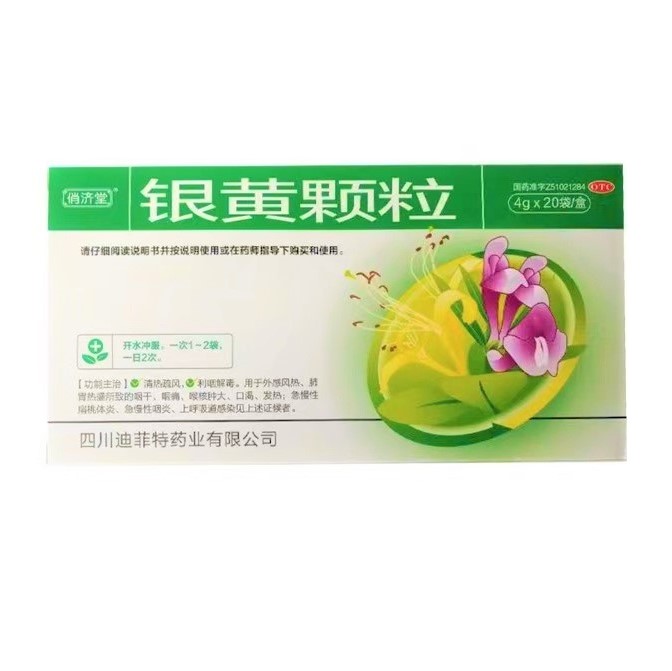 俏济堂®
银黄颗粒
国药准字Z51021284 OTC
4g x 20袋/盒
请仔细阅读说明书并按说明使用或在药师指导下购买和使用。
开水冲服，一次1~2袋，
一日2次。
【功能主治】清热疏风，利咽解毒。用于外感风热、肺
胃热盛所致的咽干、咽痛、喉核肿大、口渴、发热；急慢性
扁桃体炎、急慢性咽炎、上呼吸道感染见上述证候者。
四川迪菲特药业有限公司